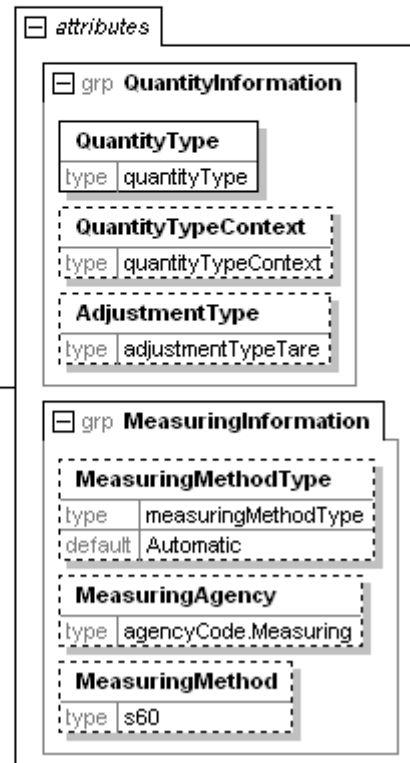 attributes
grp QuantityInformation
QuantityType
type quantityType
QuantityTypeContext
type quantityTypeContext
AdjustmentType
type adjustmentTypeTare
grp MeasuringInformation
MeasuringMethodType
type measuringMethodType
default Automatic
MeasuringAgency
type agencyCode.Measuring
MeasuringMethod
type s60